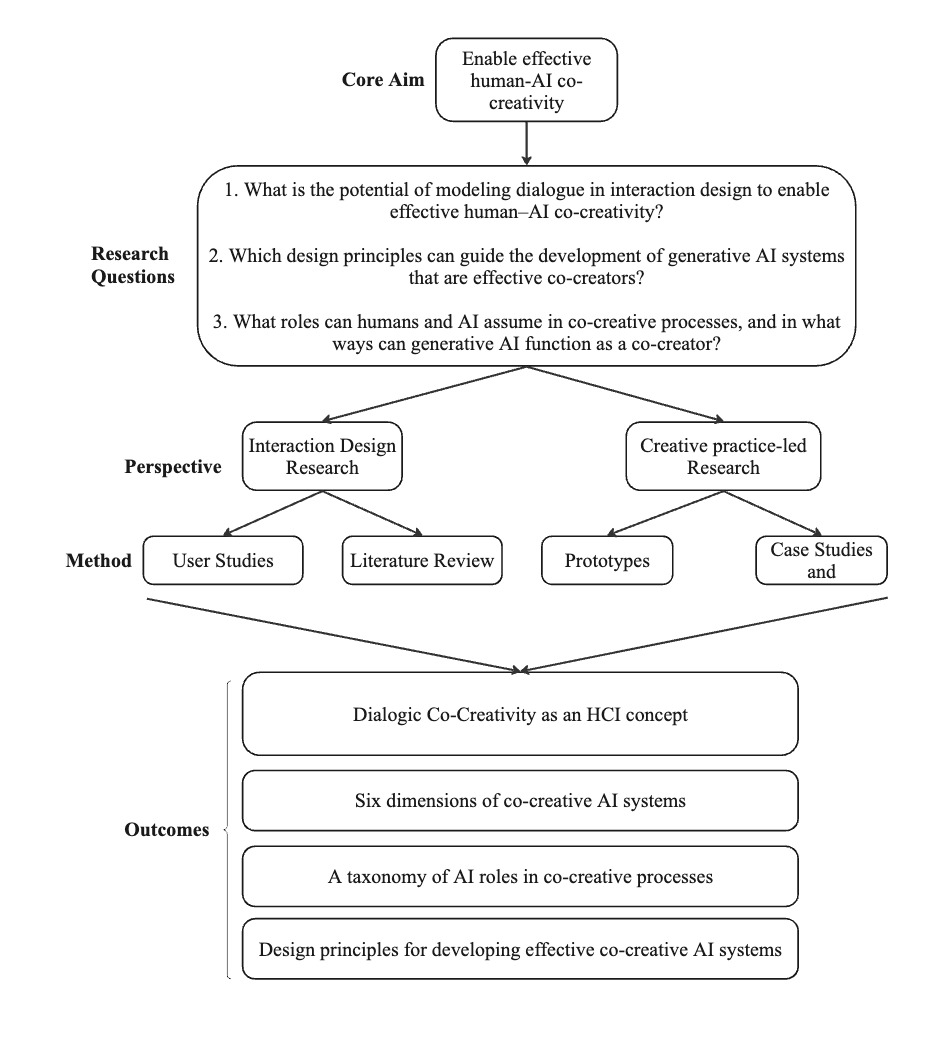 Enable effective
human-AI co-
creativity
Core Aim
1. What is the potential of modeling dialogue in interaction design to enable
effective human–AI co-creativity?
Research
Questions
2. Which design principles can guide the development of generative AI systems
that are effective co-creators?
3. What roles can humans and AI assume in co-creative processes, and in what
ways can generative AI function as a co-creator?
Perspective
Interaction Design
Research
Creative practice-led
Research
Method
User Studies
Literature Review
Prototypes
Case Studies
and
Outcomes
Dialogic Co-Creativity as an HCI concept
Six dimensions of co-creative AI systems
A taxonomy of AI roles in co-creative processes
Design principles for developing effective co-creative AI systems